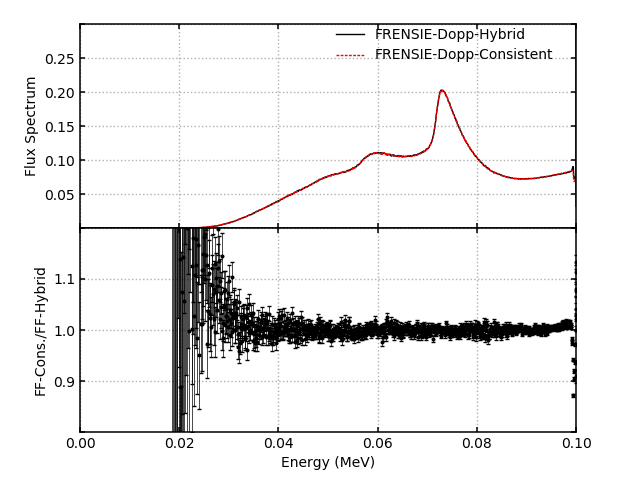 FRENSIE-Dopp-Hybrid
FRENSIE-Dopp-Consistent
Flux Spectrum
0.25
0.20
0.15
0.10
0.05
FF-Cons./FF-Hybrid
1.1
1.0
0.9
0.00 0.02 0.04 0.06 0.08 0.10
Energy (MeV)